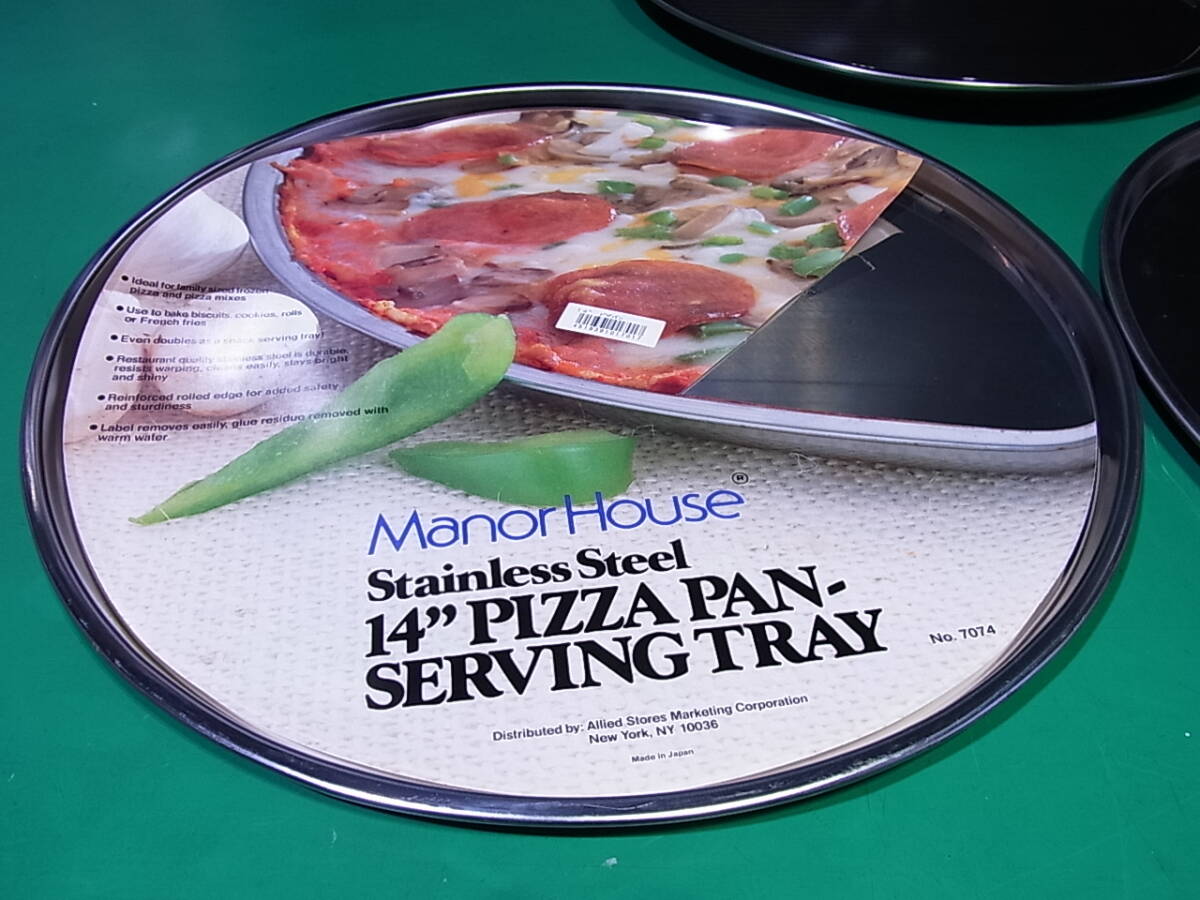 • Ideal for family sized frozen
pizza and pizza mixes
• Use to bake biscuits, cookies, rolls
or French fries
• Even doubles as a snack serving tray!
• Restaurant quality stainless steel is durable,
resists warping, cleans easily, stays bright
and shiny
• Reinforced rolled edge for added safety
and sturdiness
• Label removes easily, glue residue removed with
warm water.
Manor House®
Stainless Steel
14” PIZZA PAN-
SERVING TRAY
No. 7074
Distributed by: Allied Stores Marketing Corporation
New York, NY 10036
Made in Japan